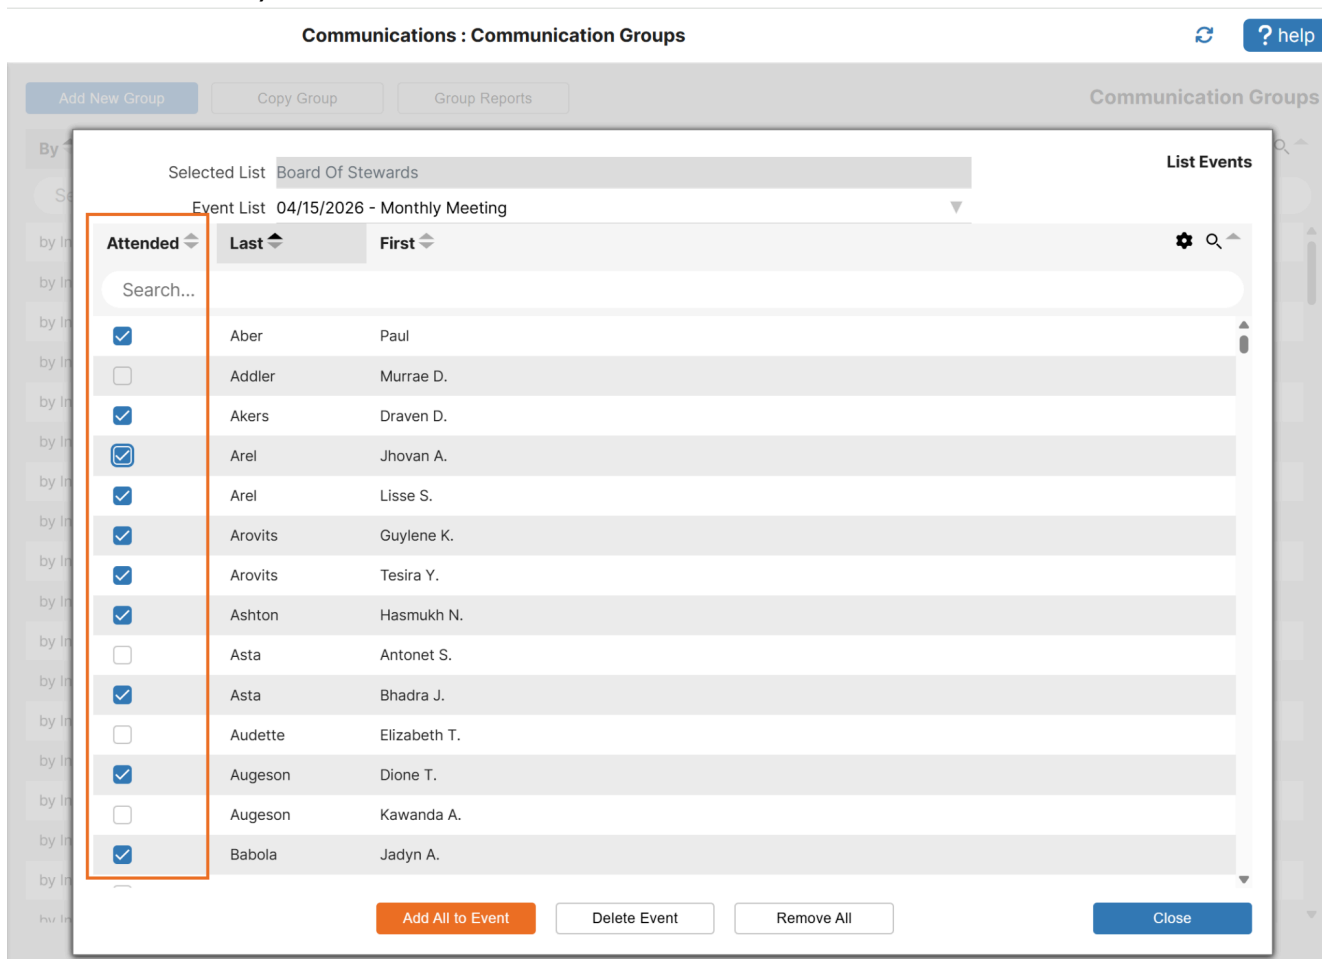 Communications : Communication Groups
? help
Add New Group
Copy Group
Group Reports
Communication Groups
By
List Events
Selected List Board Of Stewards
Event List 04/15/2026 - Monthly Meeting
Attended Last First
Search...
Aber Paul
Addler Murrae D.
Akers Draven D.
Arel Jhovan A.
Arel Lisse S.
Arovits Guylene K.
Arovits Tesira Y.
Ashton Hasmukh N.
Asta Antonet S.
Asta Bhadra J.
Audette Elizabeth T.
Augeson Dione T.
Augeson Kawanda A.
Babola Jadyn A.
Add All to Event
Delete Event
Remove All
Close